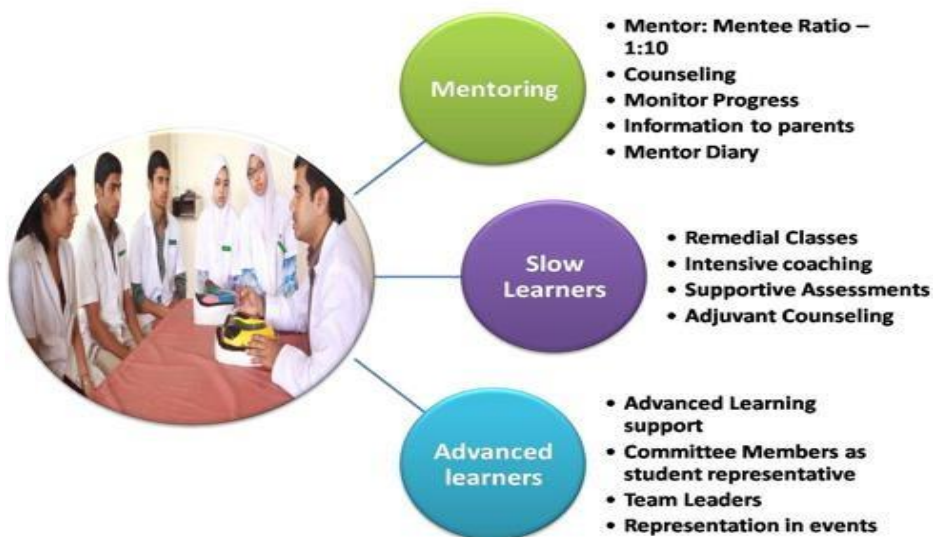 Mentoring
• Mentor: Mentee Ratio –
1:10
• Counseling
• Monitor Progress
• Information to parents
• Mentor Diary
Slow
Learners
• Remedial Classes
• Intensive coaching
• Supportive Assessments
• Adjuvant Counseling
Advanced
learners
• Advanced Learning
support
• Committee Members as
student representative
• Team Leaders
• Representation in events